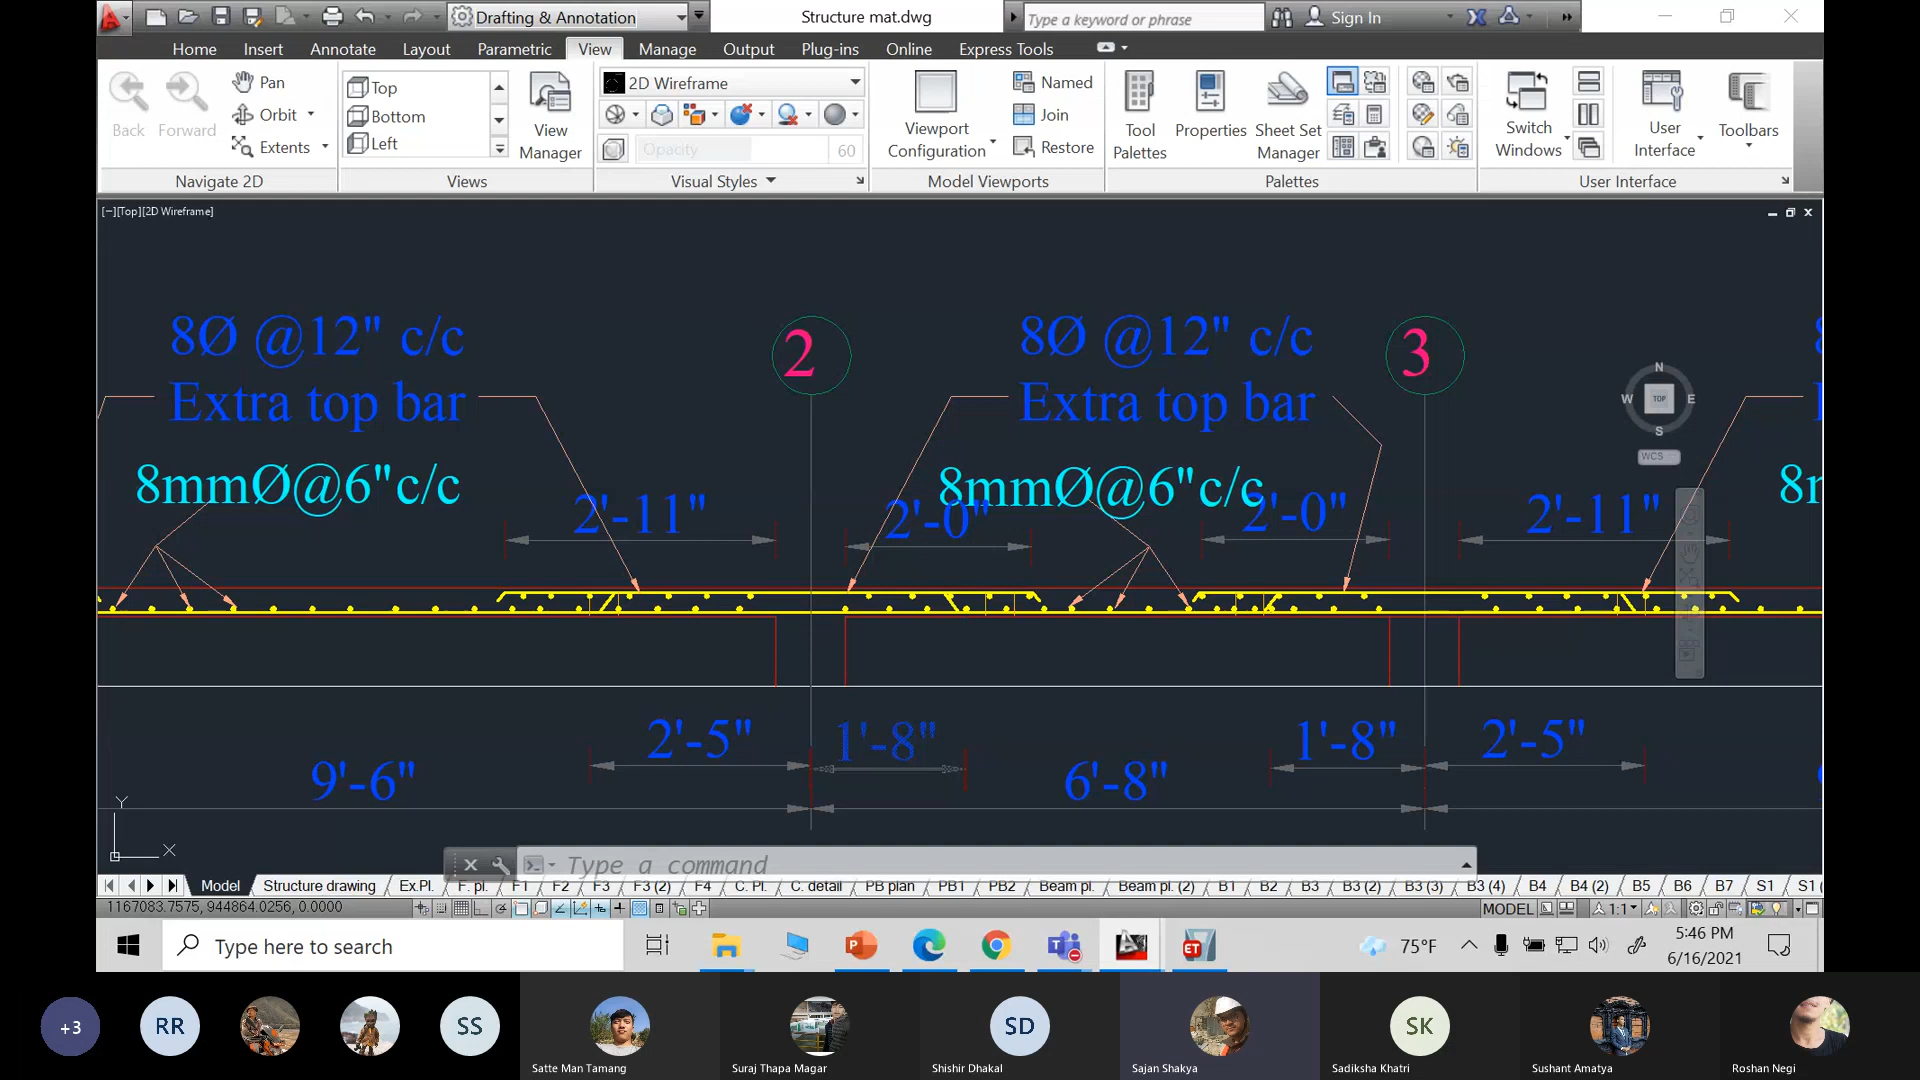 Drafting & Annotation
Structure mat.dwg
Type a keyword or phrase
Sign In
Home Insert Annotate Layout Parametric View Manage Output Plug-ins Online Express Tools
Back Forward
Pan
Orbit
Extents
Navigate 2D
Top
Bottom
Left
View
Manager
Views
2D Wireframe
Opacity 60
Visual Styles
Viewport
Configuration
Named
Join
Restore
Model Viewports
Tool
Palettes
Properties
Sheet Set
Manager
Palettes
Switch
Windows
User
Interface
Toolbars
User Interface
[−][Top][2D Wireframe]
8Ø @12" c/c
Extra top bar
8mmØ@6"c/c
2
8Ø @12" c/c
Extra top bar
8mmØ@6"c/c
3
N
W TOP E
S
WCS
2'-11" 2'-0" 2'-0" 2'-11"
2'-5" 1'-8" 1'-8" 2'-5"
9'-6" 6'-8"
Y
X
Type a command
Model Structure drawing Ex.Pl. F. pl. F1 F2 F3 F3 (2) F4 C. Pl. C. detail PB plan PB1 PB2 Beam pl. Beam pl. (2) B1 B2 B3 B3 (2) B3 (3) B3 (4) B4 B4 (2) B5 B6 B7 S1 S1 (
1167083.7575, 944864.0256, 0.0000
MODEL 1:1
Type here to search
75°F
5:46 PM
6/16/2021
+3 RR SS SD SK
Satte Man Tamang Suraj Thapa Magar Shishir Dhakal Sajan Shakya Sadiksha Khatri Sushant Amatya Roshan Negi